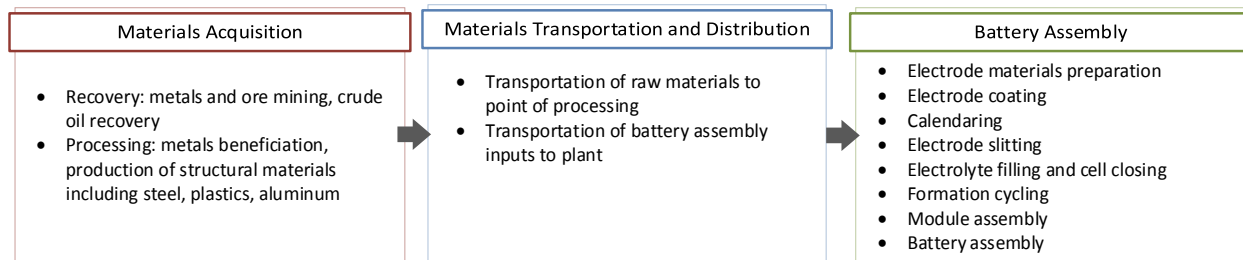 Materials Acquisition
• Recovery: metals and ore mining, crude
oil recovery
• Processing: metals beneficiation,
production of structural materials
including steel, plastics, aluminum
Materials Transportation and Distribution
• Transportation of raw materials to
point of processing
• Transportation of battery assembly
inputs to plant
Battery Assembly
• Electrode materials preparation
• Electrode coating
• Calendaring
• Electrode slitting
• Electrolyte filling and cell closing
• Formation cycling
• Module assembly
• Battery assembly